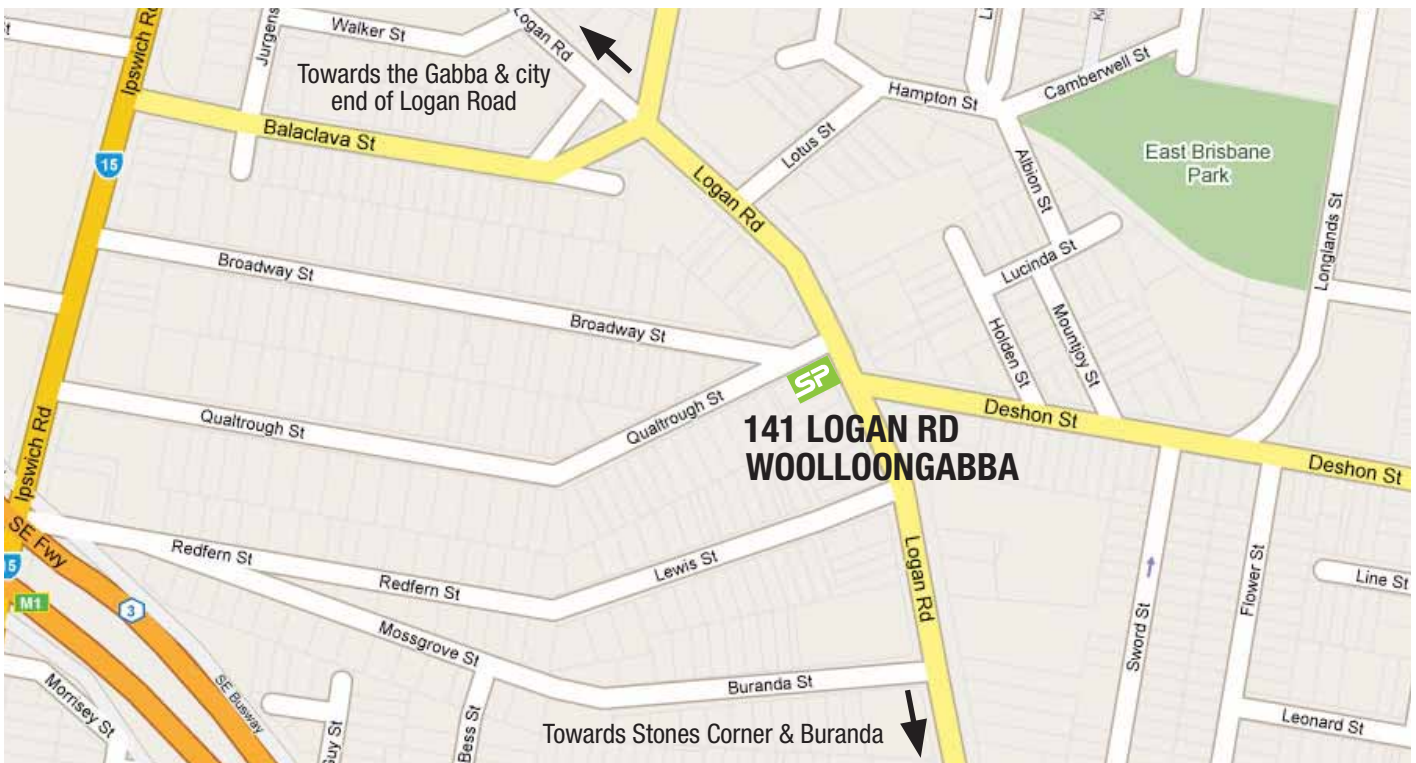 Ipswich Rd
Jurgens
Walker St
Logan Rd
Towards the Gabba & city
end of Logan Road
Balaclava St
15
Hampton St
Camberwell St
Lotus St
Albion St
East Brisbane
Park
Longlands St
Logan Rd
Lucinda St
Broadway St
Broadway St
Holden St
Mountjoy St
SP
Qualtrough St
Qualtrough St
Deshon St
141 LOGAN RD
WOOLLOONGABBA
Deshon St
Ipswich Rd
SE Fwy
Redfern St
Redfern St
Lewis St
Logan Rd
Sword St
Flower St
Line St
M1
3
Mossgrove St
Buranda St
Morrisey St
SE Busway
Guy St
Bess St
Towards Stones Corner & Buranda
Leonard St